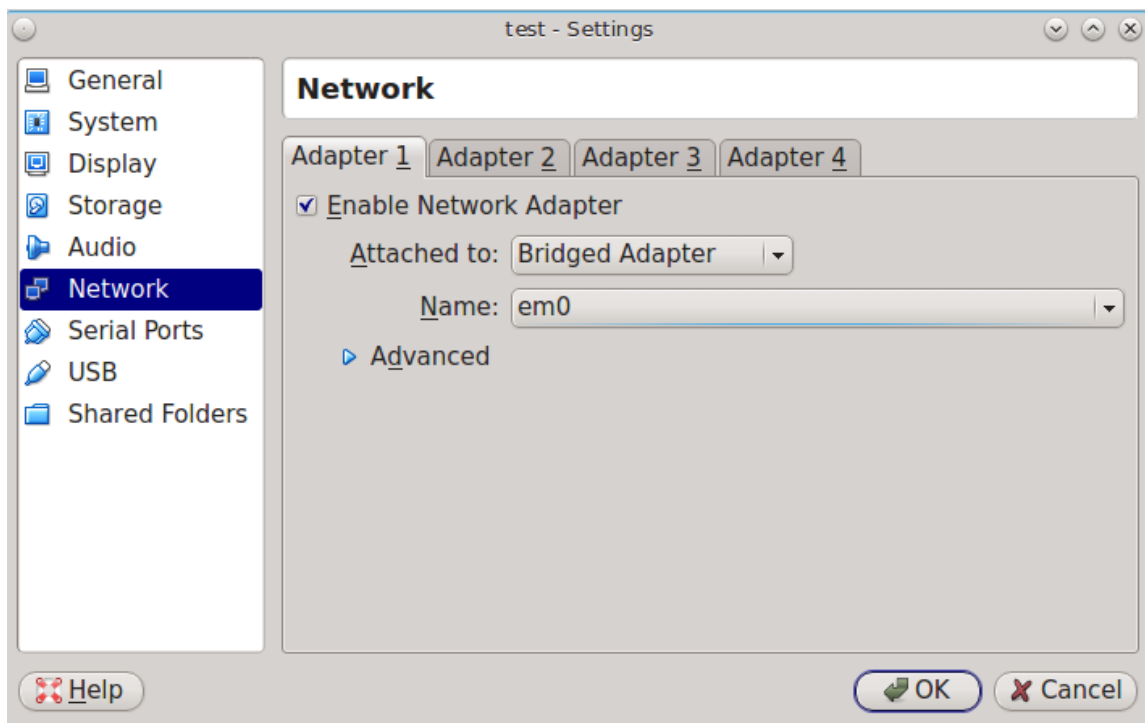 test - Settings
General
System
Display
Storage
Audio
Network
Serial Ports
USB
Shared Folders
Network
Adapter 1 Adapter 2 Adapter 3 Adapter 4
Enable Network Adapter
Attached to: Bridged Adapter
Name: em0
Advanced
Help OK Cancel